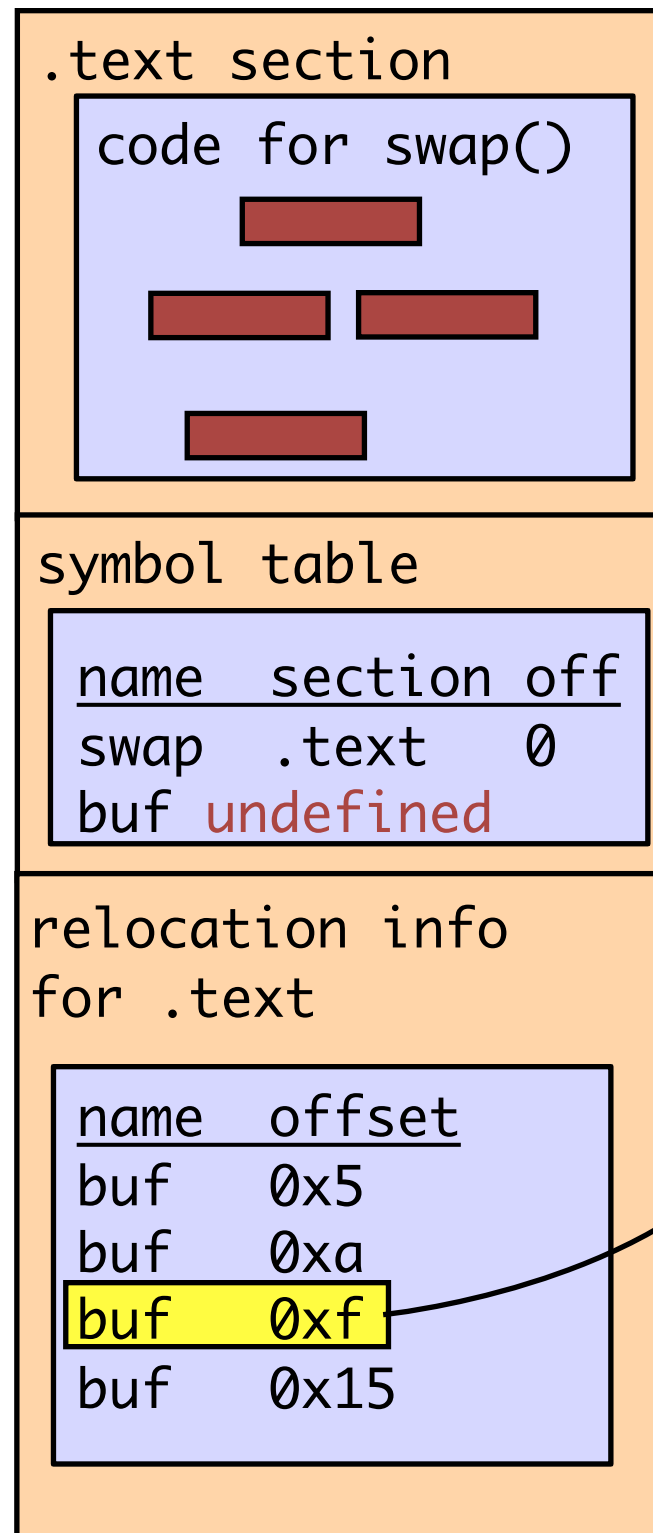 .text section
code for swap()
symbol table
name section off
swap .text 0
buf undefined
relocation info
for .text
name offset
buf 0x5
buf 0xa
buf 0xf
buf 0x15